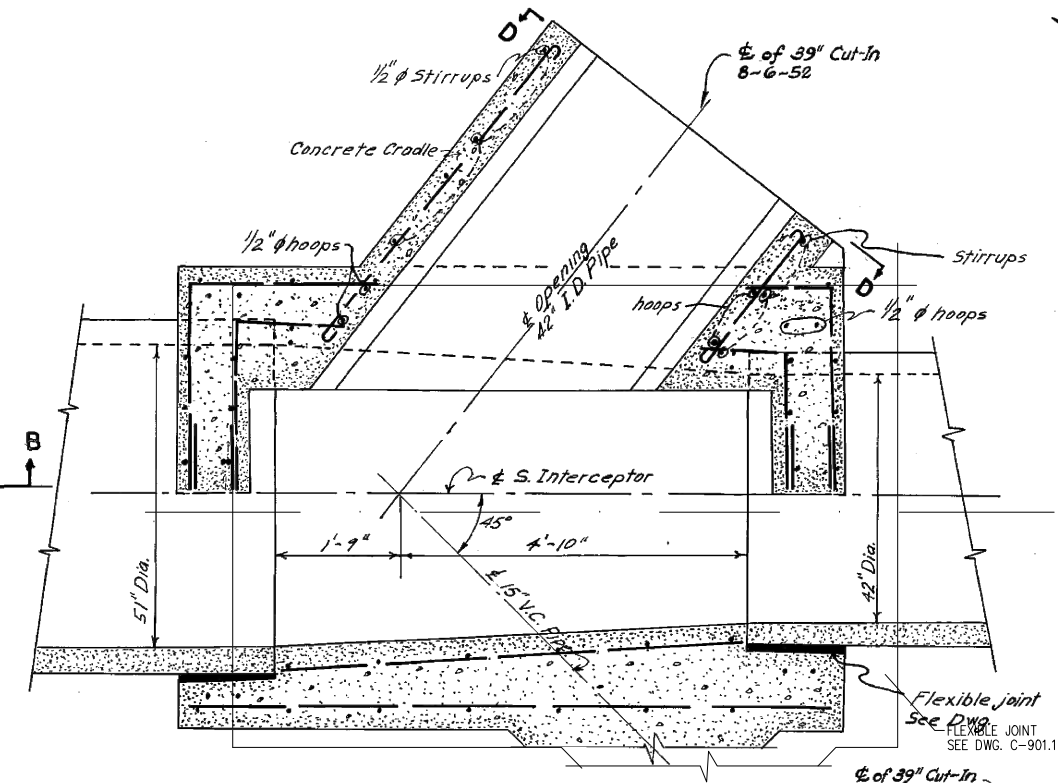 D
℄ of 39" Cut-In
8-6-52
1/2" ⌀ Stirrups
Concrete Cradle
1/2" ⌀ hoops
℄ Opening
42" I.D. Pipe
Stirrups
D
hoops
1/2" ⌀ hoops
B
℄ S. Interceptor
45°
1'-9"
4'-10"
51" Dia.
42" Dia.
℄ 15" V.C. Pipe
Flexible joint
See Dwg.
FLEXIBLE JOINT
SEE DWG. C-901.1
℄ of 39" Cut-In